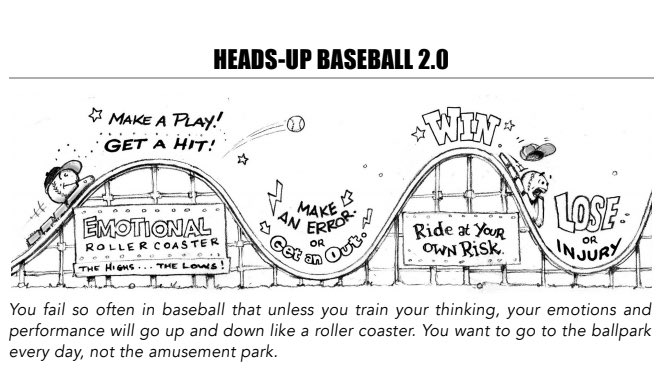 HEADS-UP BASEBALL 2.0
MAKE A PLAY!
GET A HIT!
WIN
MAKE
AN ERROR
OR
Get an Out.
EMOTIONAL
ROLLER COASTER
THE HIGHS... THE LOWS!
Ride at Your
OWN RISK.
LOSE
OR
INJURY
You fail so often in baseball that unless you train your thinking, your emotions and
performance will go up and down like a roller coaster. You want to go to the ballpark
every day, not the amusement park.